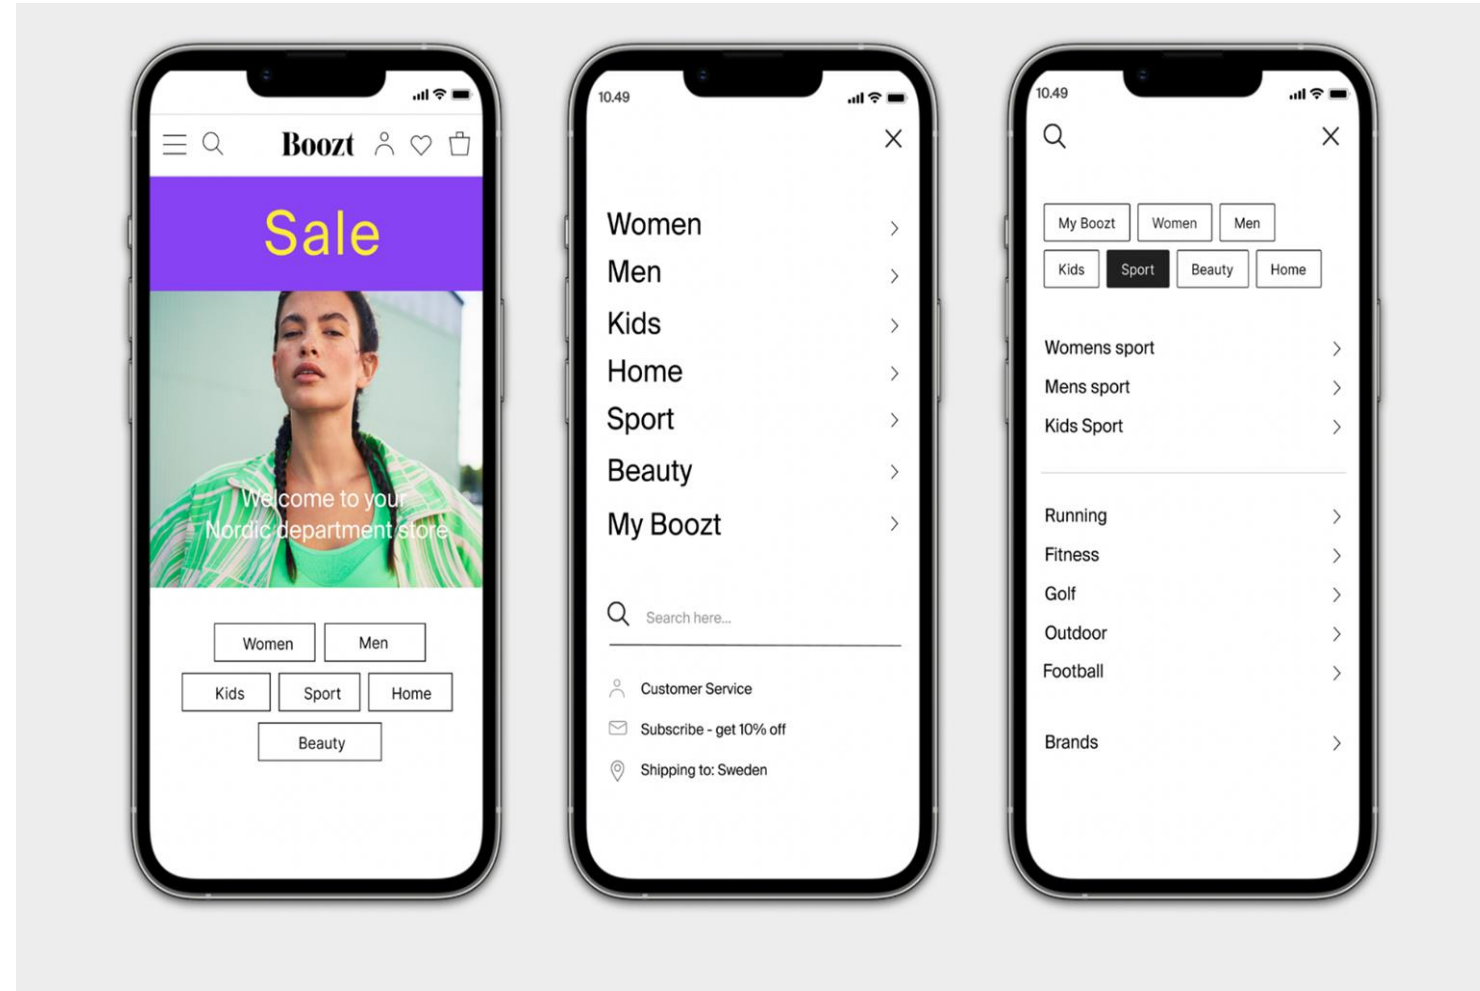 Boozt
Sale
Welcome to your
Nordic department store
Women Men
Kids Sport Home
Beauty
10.49
Women
Men
Kids
Home
Sport
Beauty
My Boozt
Search here...
Customer Service
Subscribe - get 10% off
Shipping to: Sweden
10.49
My Boozt Women Men
Kids Sport Beauty Home
Womens sport
Mens sport
Kids Sport
Running
Fitness
Golf
Outdoor
Football
Brands